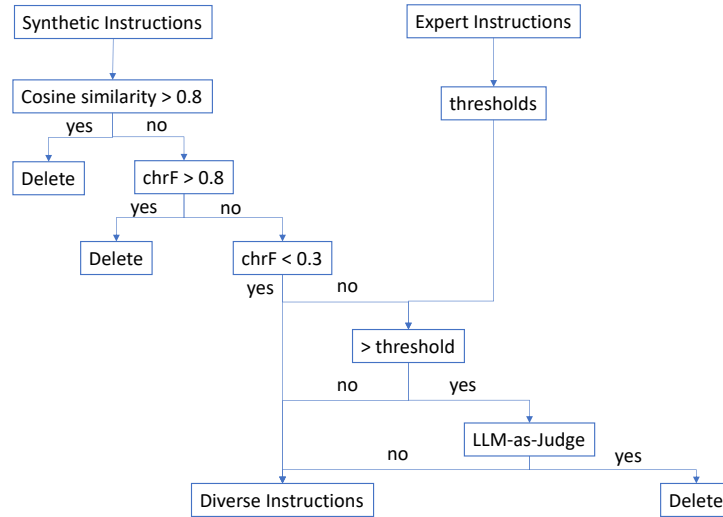 Synthetic Instructions
Expert Instructions
Cosine similarity > 0.8
thresholds
yes
no
Delete
chrF > 0.8
yes
no
Delete
chrF < 0.3
yes
no
> threshold
no
yes
LLM-as-Judge
no
yes
Diverse Instructions
Delete